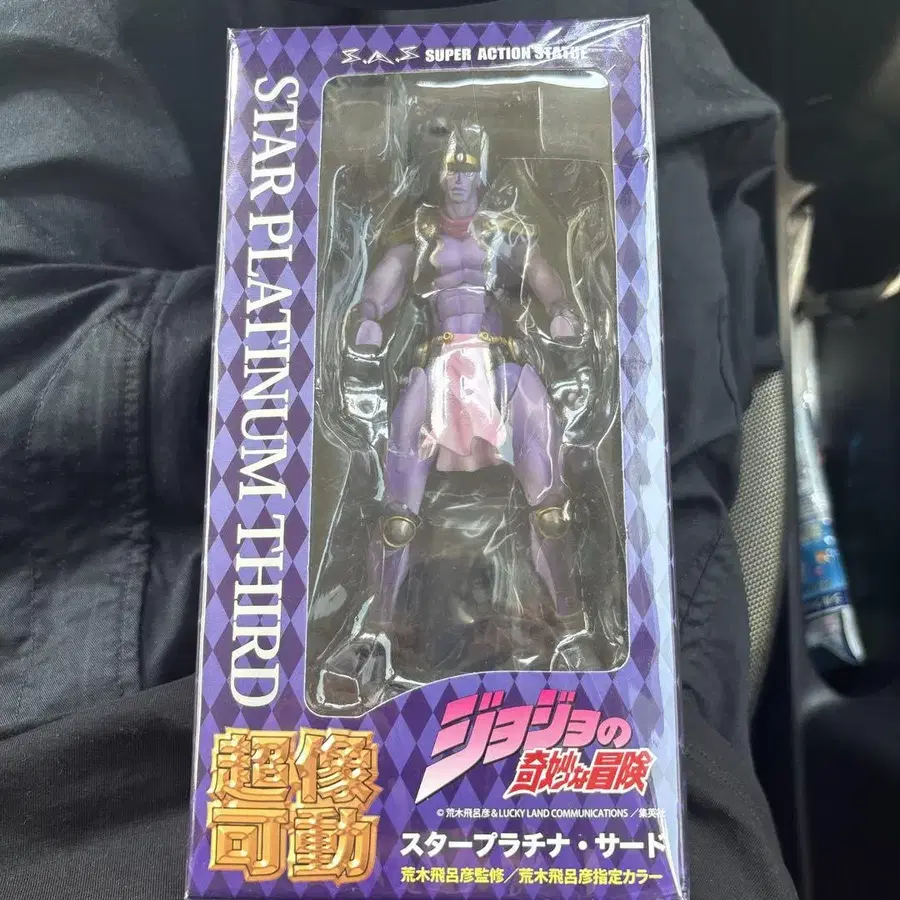 S.A.S SUPER ACTION STATUE
STAR PLATINUM THIRD
超像
可動
ジョジョの
奇妙な冒険
©荒木飛呂彦&LUCKY LAND COMMUNICATIONS/集英社
スタープラチナ・サード
荒木飛呂彦監修/荒木飛呂彦指定カラー